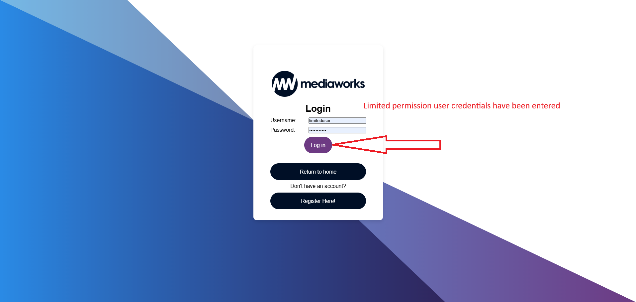 mediaworks
Login
Limited permission user credentials have been entered
Username:
Password:
Log in
Return to home
Don't have an account?
Register Here!